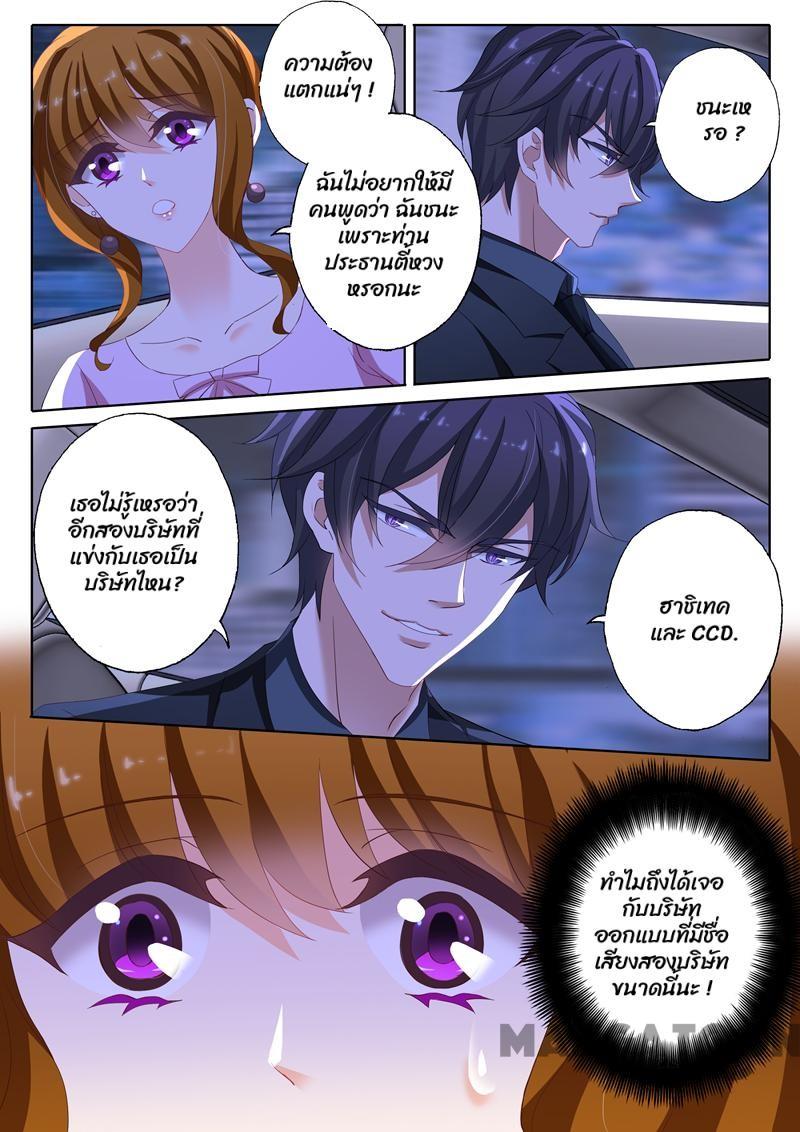 ความต้อง
แตกแน่ๆ !
ฉันไม่อยากให้มี
คนพูดว่า ฉันชนะ
เพราะท่าน
ประธานตี้หวง
หรอกนะ
ชนะเห
รอ ?
เธอไม่รู้เหรอว่า
อีกสองบริษัทที่
แข่งกับเธอเป็น
บริษัทไหน?
ฮาชิเทค
และ CCD.
ทำไมถึงได้เจอ
กับบริษัท
ออกแบบที่มีชื่อ
เสียงสองบริษัท
ขนาดนี้นะ !